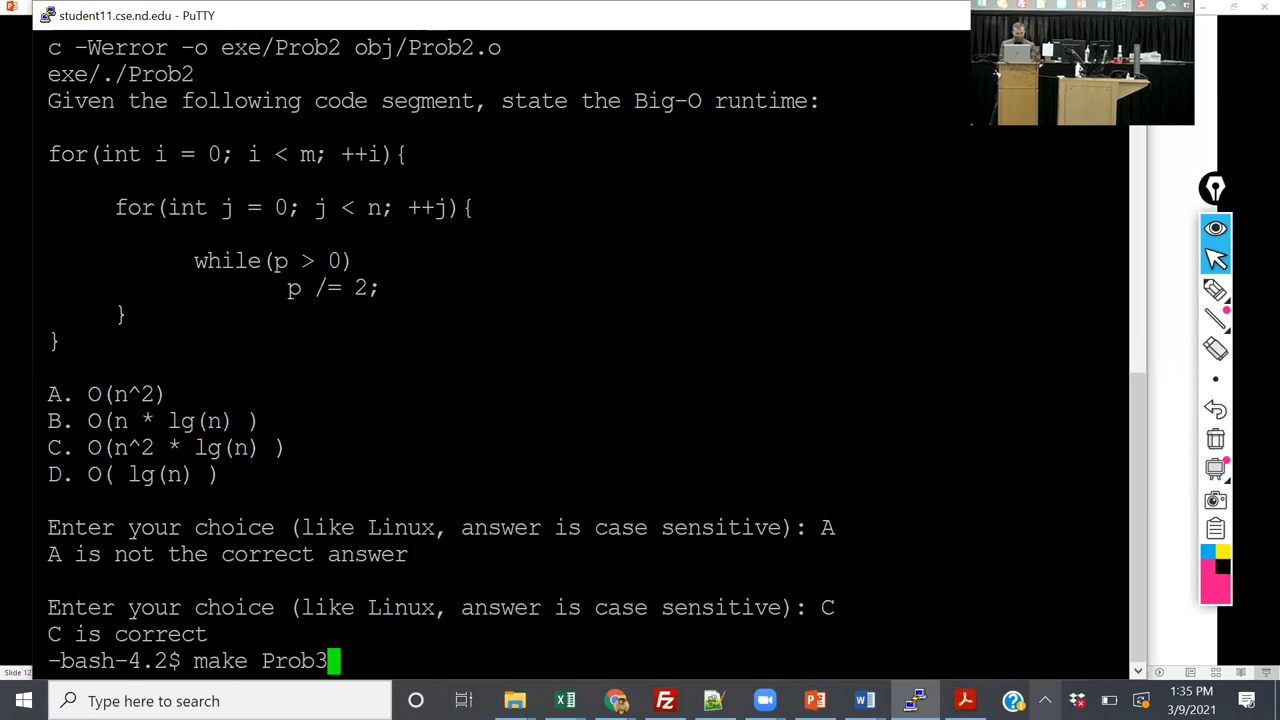 student11.cse.nd.edu - PuTTY
c -Werror -o exe/Prob2 obj/Prob2.o
exe/./Prob2
Given the following code segment, state the Big-O runtime:
for(int i = 0; i < m; ++i){
for(int j = 0; j < n; ++j){
while(p > 0)
p /= 2;
}
}
A. O(n^2)
B. O(n * lg(n) )
C. O(n^2 * lg(n) )
D. O( lg(n) )
Enter your choice (like Linux, answer is case sensitive): A
A is not the correct answer
Enter your choice (like Linux, answer is case sensitive): C
C is correct
-bash-4.2$ make Prob3
Slide 12
Type here to search
1:35 PM
3/9/2021